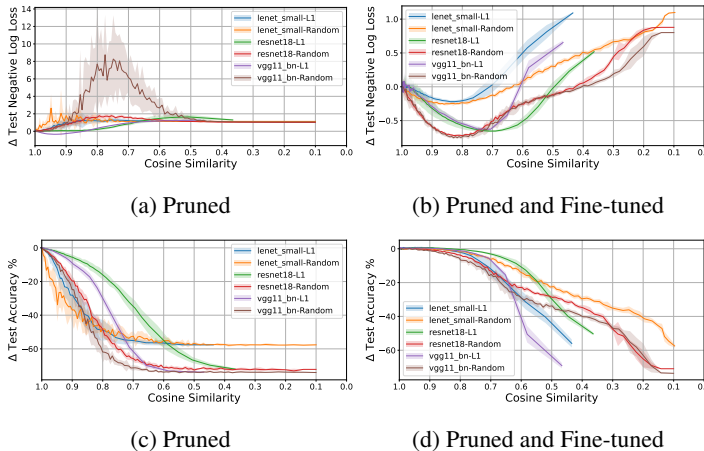 Δ Test Negative Log Loss
14
12
10
8
6
4
2
0
1.0 0.9 0.8 0.7 0.6 0.5 0.4 0.3 0.2 0.1 0.0
Cosine Similarity
lenet_small-L1
lenet_small-Random
resnet18-L1
resnet18-Random
vgg11_bn-L1
vgg11_bn-Random
(a) Pruned
Δ Test Negative Log Loss
1.0
0.5
0.0
−0.5
1.0 0.9 0.8 0.7 0.6 0.5 0.4 0.3 0.2 0.1 0.0
Cosine Similarity
lenet_small-L1
lenet_small-Random
resnet18-L1
resnet18-Random
vgg11_bn-L1
vgg11_bn-Random
(b) Pruned and Fine-tuned
Δ Test Accuracy %
0
−20
−40
−60
1.0 0.9 0.8 0.7 0.6 0.5 0.4 0.3 0.2 0.1 0.0
Cosine Similarity
lenet_small-L1
lenet_small-Random
resnet18-L1
resnet18-Random
vgg11_bn-L1
vgg11_bn-Random
(c) Pruned
Δ Test Accuracy %
0
−20
−40
−60
1.0 0.9 0.8 0.7 0.6 0.5 0.4 0.3 0.2 0.1 0.0
Cosine Similarity
lenet_small-L1
lenet_small-Random
resnet18-L1
resnet18-Random
vgg11_bn-L1
vgg11_bn-Random
(d) Pruned and Fine-tuned